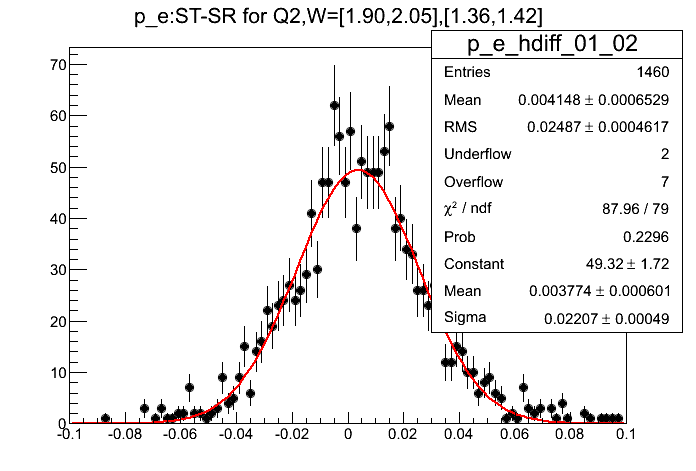 p_e:ST-SR for Q2,W=[1.90,2.05],[1.36,1.42]
p_e_hdiff_01_02
Entries 1460
Mean 0.004148 ± 0.0006529
RMS 0.02487 ± 0.0004617
Underflow 2
Overflow 7
χ² / ndf 87.96 / 79
Prob 0.2296
Constant 49.32 ± 1.72
Mean 0.003774 ± 0.000601
Sigma 0.02207 ± 0.00049
70
60
50
40
30
20
10
0
-0.1 -0.08 -0.06 -0.04 -0.02 0 0.02 0.04 0.06 0.08 0.1